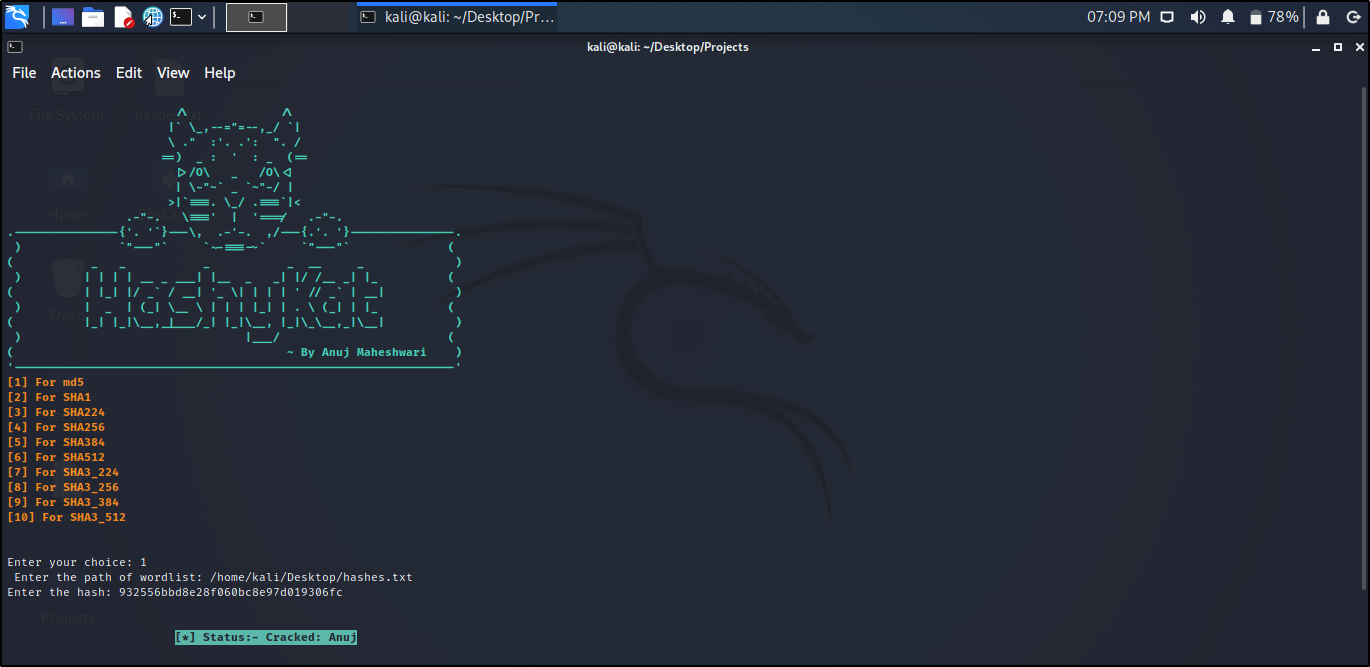 kali@kali: ~/Desktop/Pr...
07:09 PM
78%
kali@kali: ~/Desktop/Projects
File Actions Edit View Help
File System
hashes.txt
Home
Trash
HashyKat
~ By Anuj Maheshwari
[1] For md5
[2] For SHA1
[3] For SHA224
[4] For SHA256
[5] For SHA384
[6] For SHA512
[7] For SHA3_224
[8] For SHA3_256
[9] For SHA3_384
[10] For SHA3_512
Enter your choice: 1
Enter the path of wordlist: /home/kali/Desktop/hashes.txt
Enter the hash: 932556bbd8e28f060bc8e97d019306fc
Projects
[*] Status:- Cracked: Anuj